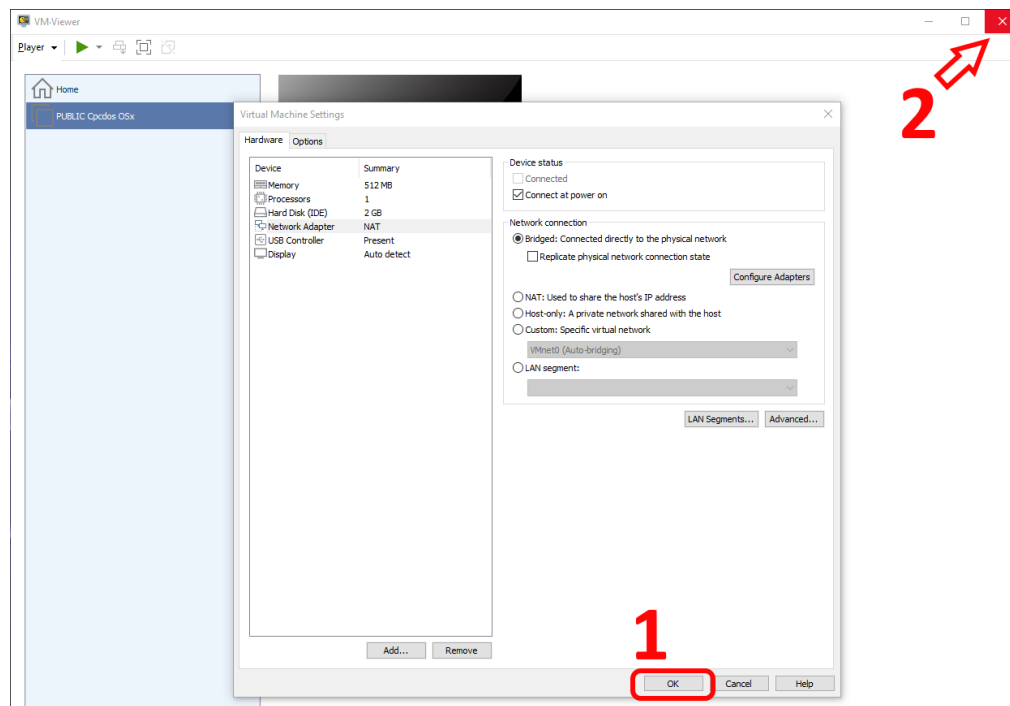 VM-Viewer
Player
2
Home
PUBLIC Cpcdos OSx
Virtual Machine Settings
Hardware Options
Device Summary
Memory 512 MB
Processors 1
Hard Disk (IDE) 2 GB
Network Adapter NAT
USB Controller Present
Display Auto detect
Device status
Connected
Connect at power on
Network connection
Bridged: Connected directly to the physical network
Replicate physical network connection state
Configure Adapters
NAT: Used to share the host's IP address
Host-only: A private network shared with the host
Custom: Specific virtual network
VMnet0 (Auto-bridging)
LAN segment:
LAN Segments... Advanced...
Add... Remove
1
OK Cancel Help